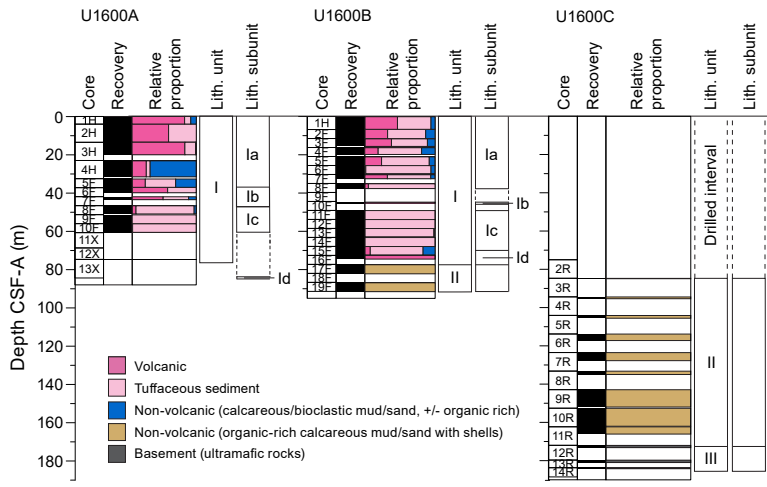 U1600A
Core
Recovery
Relative
proportion
Lith. unit
Lith. subunit
U1600B
Core
Recovery
Relative
proportion
Lith. unit
Lith. subunit
U1600C
Core
Recovery
Relative
proportion
Lith. unit
Lith. subunit
Depth CSF-A (m)
0
20
40
60
80
100
120
140
160
180
1H
2H
3H
4H
5F
6F
7F
8F
9F
10F
11X
12X
13X
I
Ia
Ib
Ic
Id
1H
2F
3F
4F
5F
6F
7F
8F
9F
10F
11F
12F
13F
14F
15F
16F
17F
18F
19F
I
II
Ia
Ib
Ic
Id
2R
3R
4R
5R
6R
7R
8R
9R
10R
11R
12R
13R
14R
Drilled interval
II
III
Volcanic
Tuffaceous sediment
Non-volcanic (calcareous/bioclastic mud/sand, +/- organic rich)
Non-volcanic (organic-rich calcareous mud/sand with shells)
Basement (ultramafic rocks)